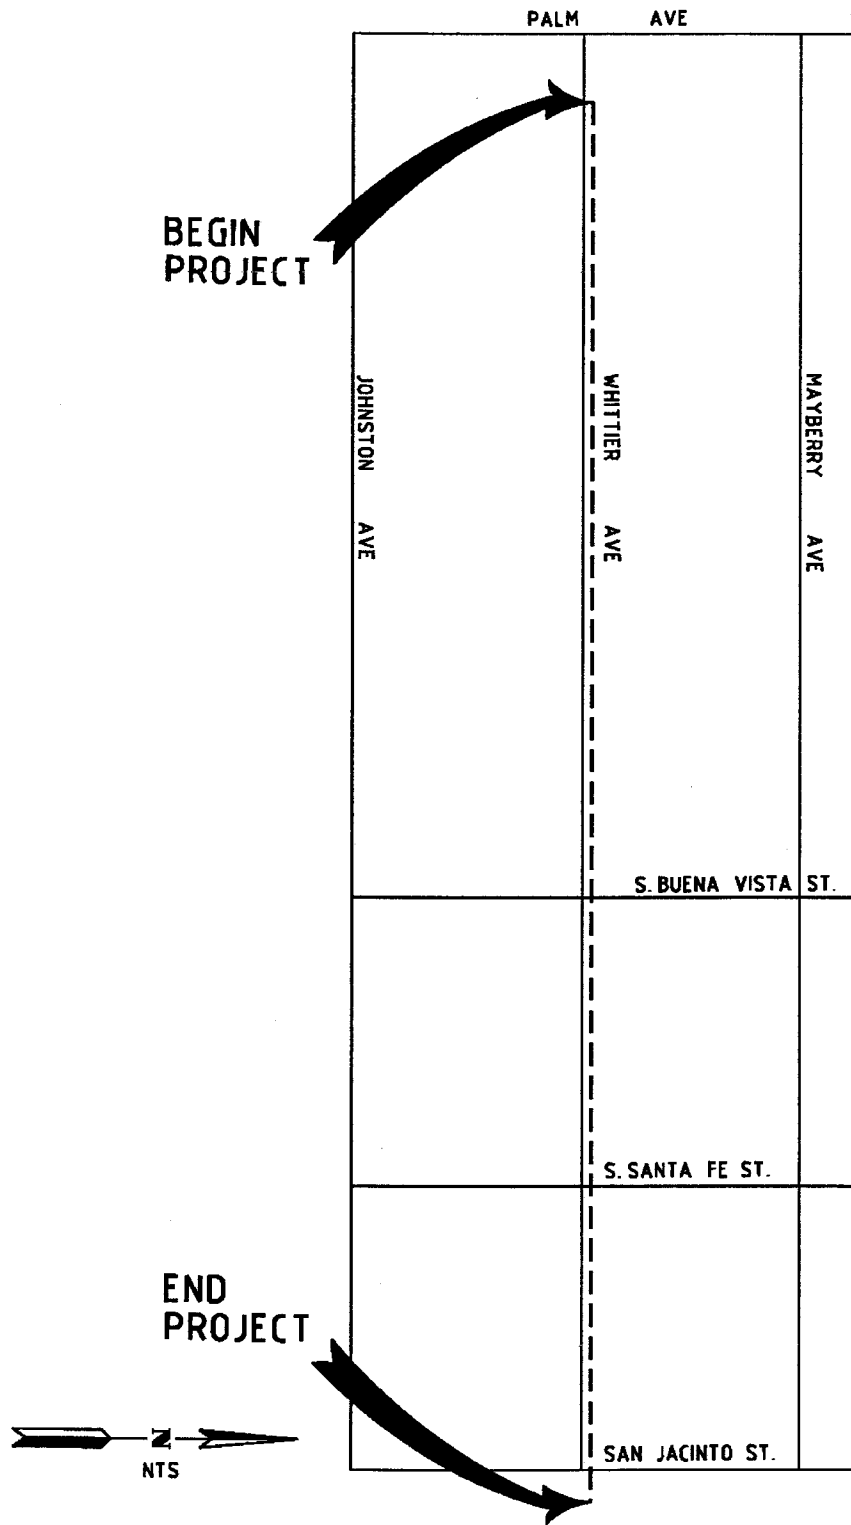 PALM AVE
BEGIN
PROJECT
JOHNSTON AVE
WHITTIER AVE
MAYBERRY AVE
S. BUENA VISTA ST.
S. SANTA FE ST.
END
PROJECT
N
NTS
SAN JACINTO ST.